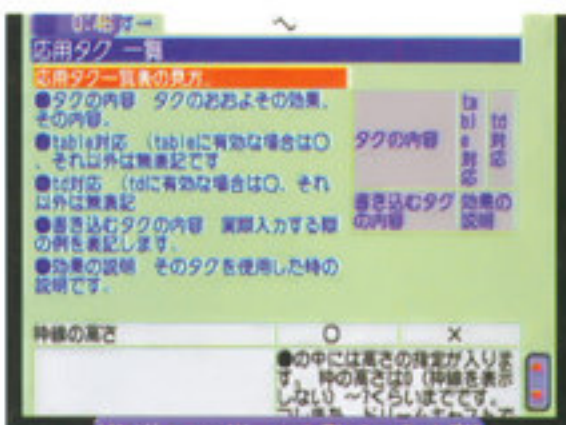 〜
応用タグ 一覧
応用タグ一覧表の見方
●タグの内容 タグのおおよその効果、
その内容。
●table対応 (tableに有効な場合は○
、それ以外は無表記です
●td対応 (tdに有効な場合は○、それ
以外は無表記
●書き込むタグの内容 実際入力する際
の例を表記します。
●効果の説明 そのタグを使用した時の
説明です。
タグの内容
table対応
td対応
書き込むタグ
の内容
効果の
説明
枠線の高さ ○ ×
●の中には高さの指定が入りま
す。枠の高さは0(枠線を表示
しない)〜7くらいまでです。